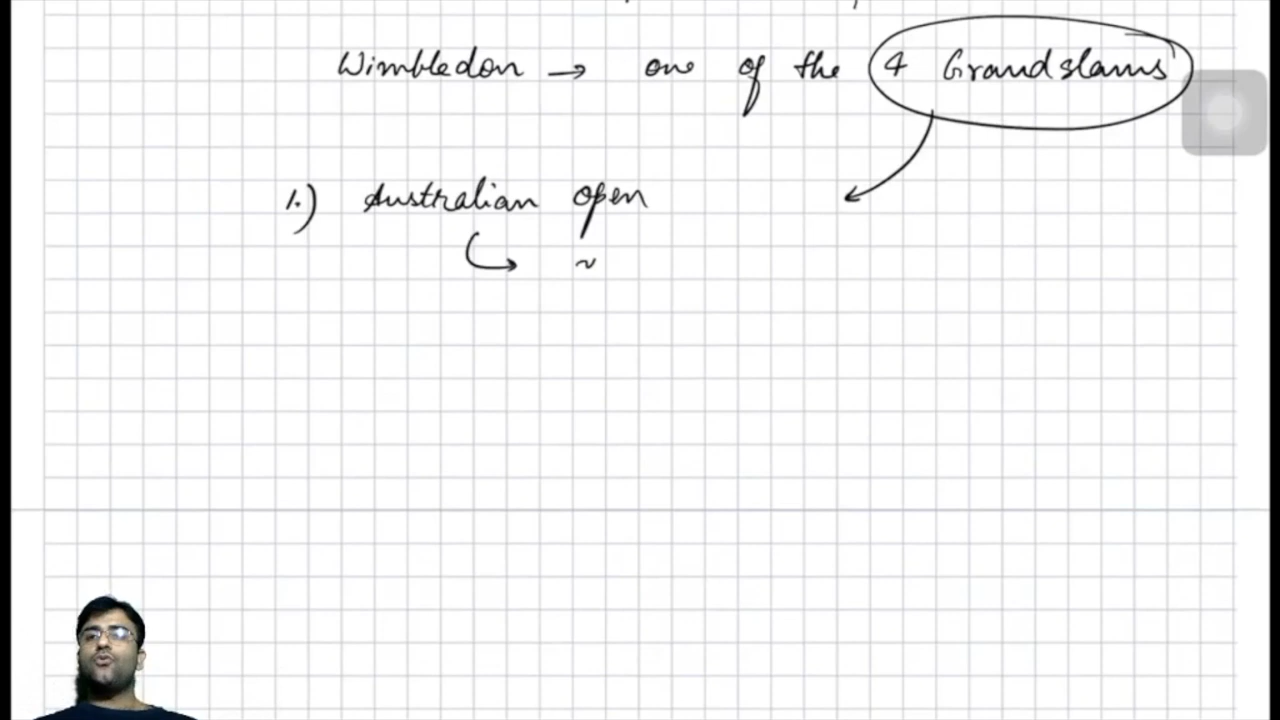 Wimbledon → one of the 4 Grandslams
1.) Australian open